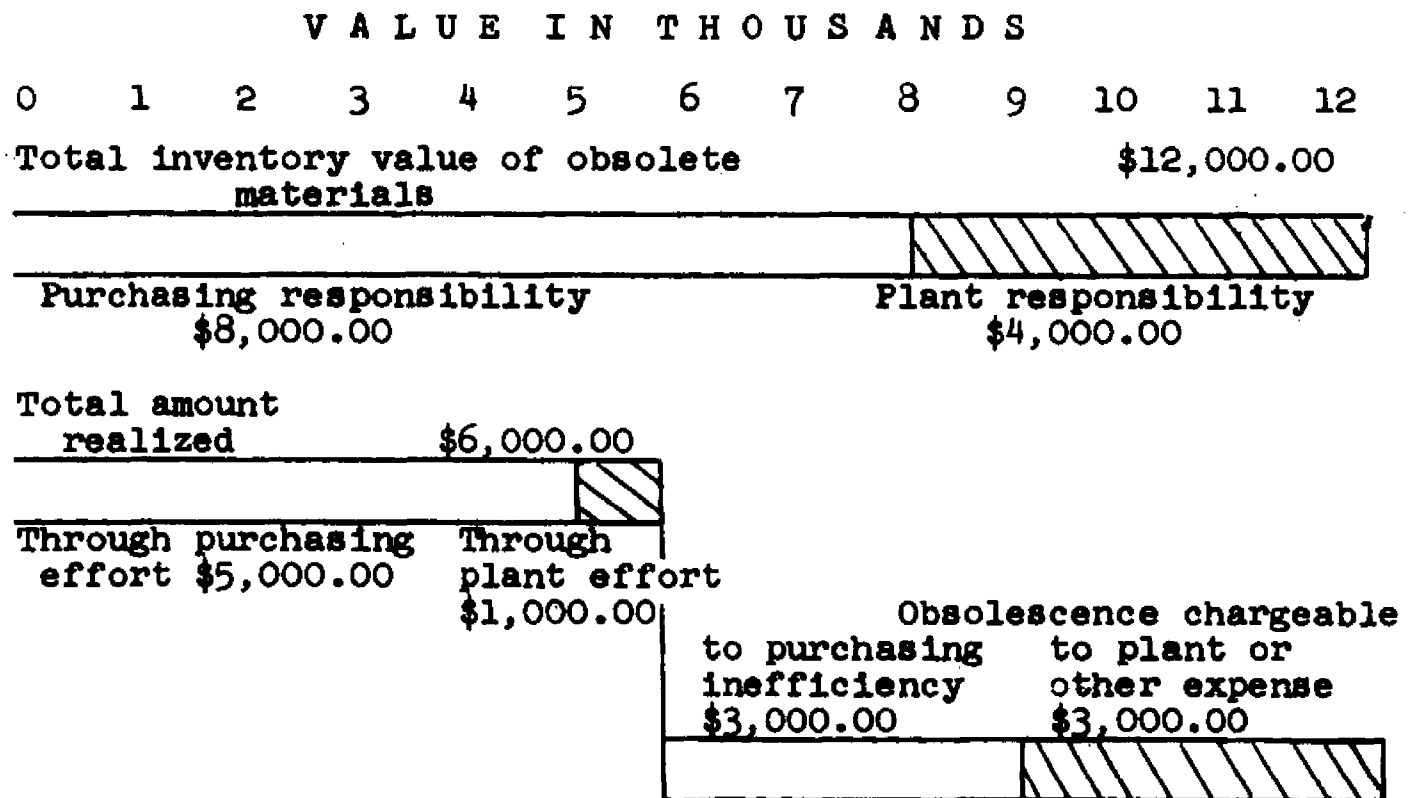 VALUE IN THOUSANDS
0 1 2 3 4 5 6 7 8 9 10 11 12
Total inventory value of obsolete $12,000.00
materials
Purchasing responsibility Plant responsibility
$8,000.00 $4,000.00
Total amount
realized $6,000.00
Through purchasing Through
effort $5,000.00 plant effort
$1,000.00 Obsolescence chargeable
to purchasing to plant or
inefficiency other expense
$3,000.00 $3,000.00